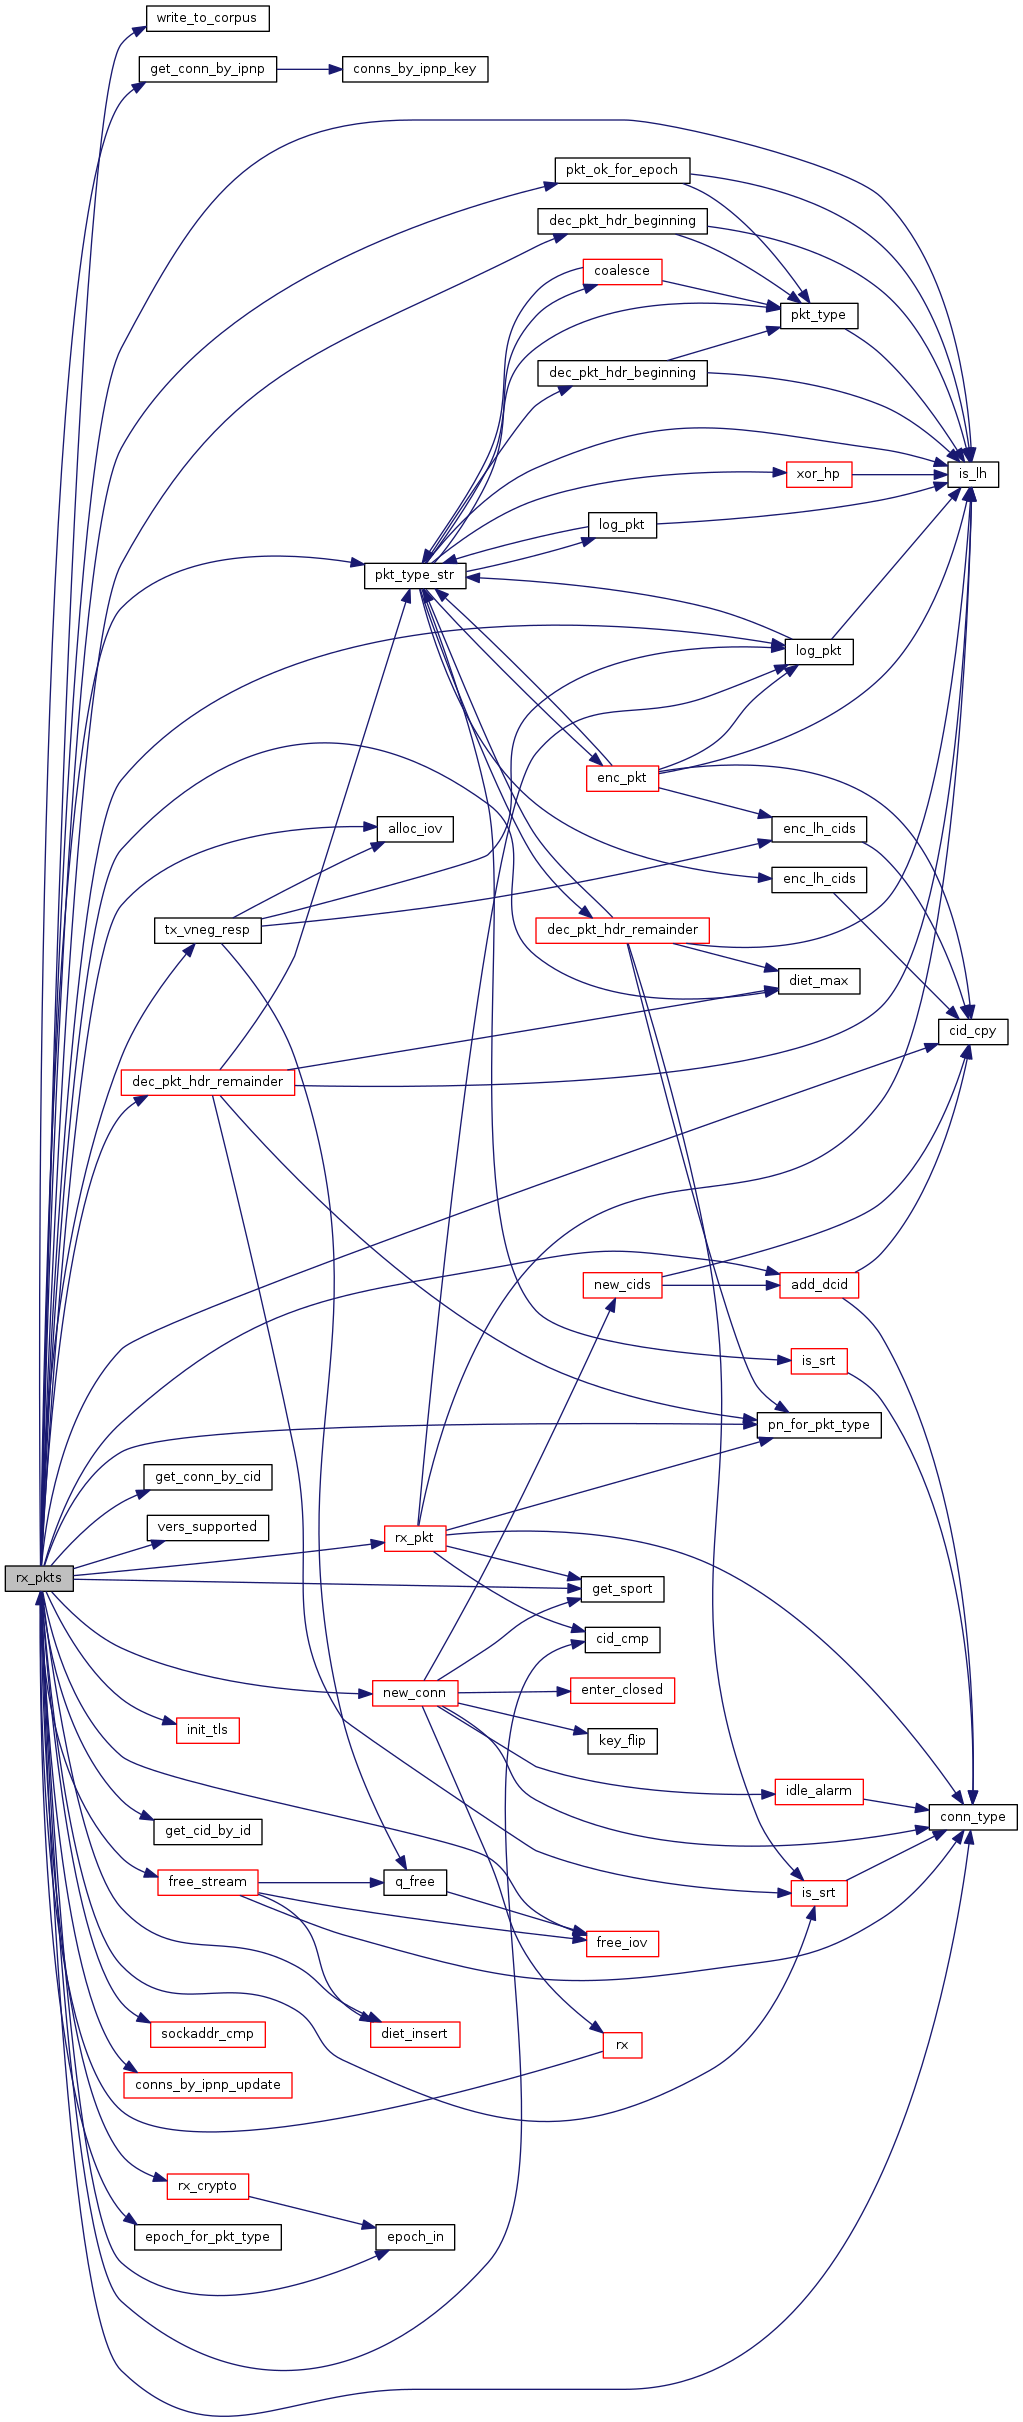 write_to_corpus
get_conn_by_ipnp
conns_by_ipnp_key
pkt_ok_for_epoch
dec_pkt_hdr_beginning
coalesce
pkt_type
dec_pkt_hdr_beginning
xor_hp
is_lh
log_pkt
pkt_type_str
log_pkt
enc_pkt
alloc_iov
enc_lh_cids
enc_lh_cids
tx_vneg_resp
dec_pkt_hdr_remainder
diet_max
cid_cpy
dec_pkt_hdr_remainder
new_cids
add_dcid
is_srt
pn_for_pkt_type
get_conn_by_cid
vers_supported
rx_pkt
rx_pkts
get_sport
cid_cmp
new_conn
enter_closed
init_tls
key_flip
idle_alarm
conn_type
get_cid_by_id
free_stream
q_free
is_srt
free_iov
sockaddr_cmp
diet_insert
rx
conns_by_ipnp_update
rx_crypto
epoch_for_pkt_type
epoch_in